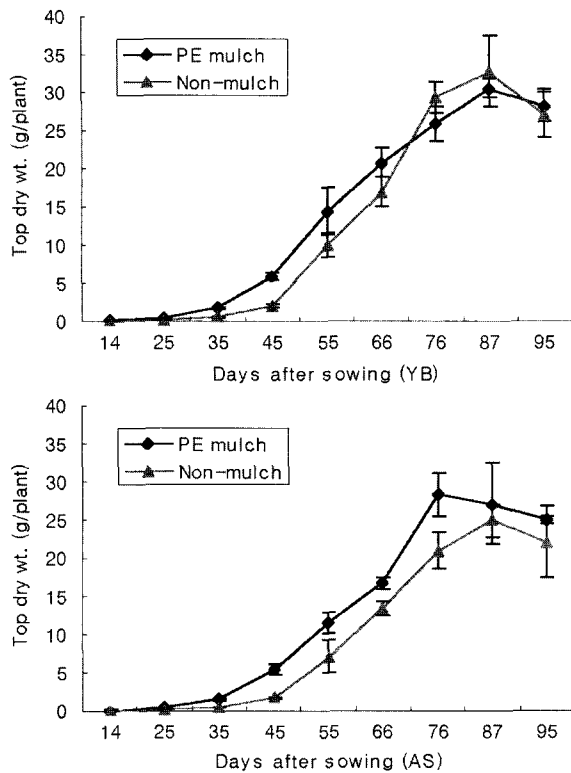 40
35
30
25
20
15
10
5
0
Top dry wt. (g/plant)
PE mulch
Non-mulch
14 25 35 45 55 66 76 87 95
Days after sowing (YB)
40
35
30
25
20
15
10
5
0
Top dry wt. (g/plant)
PE mulch
Non-mulch
14 25 35 45 55 66 76 87 95
Days after sowing (AS)